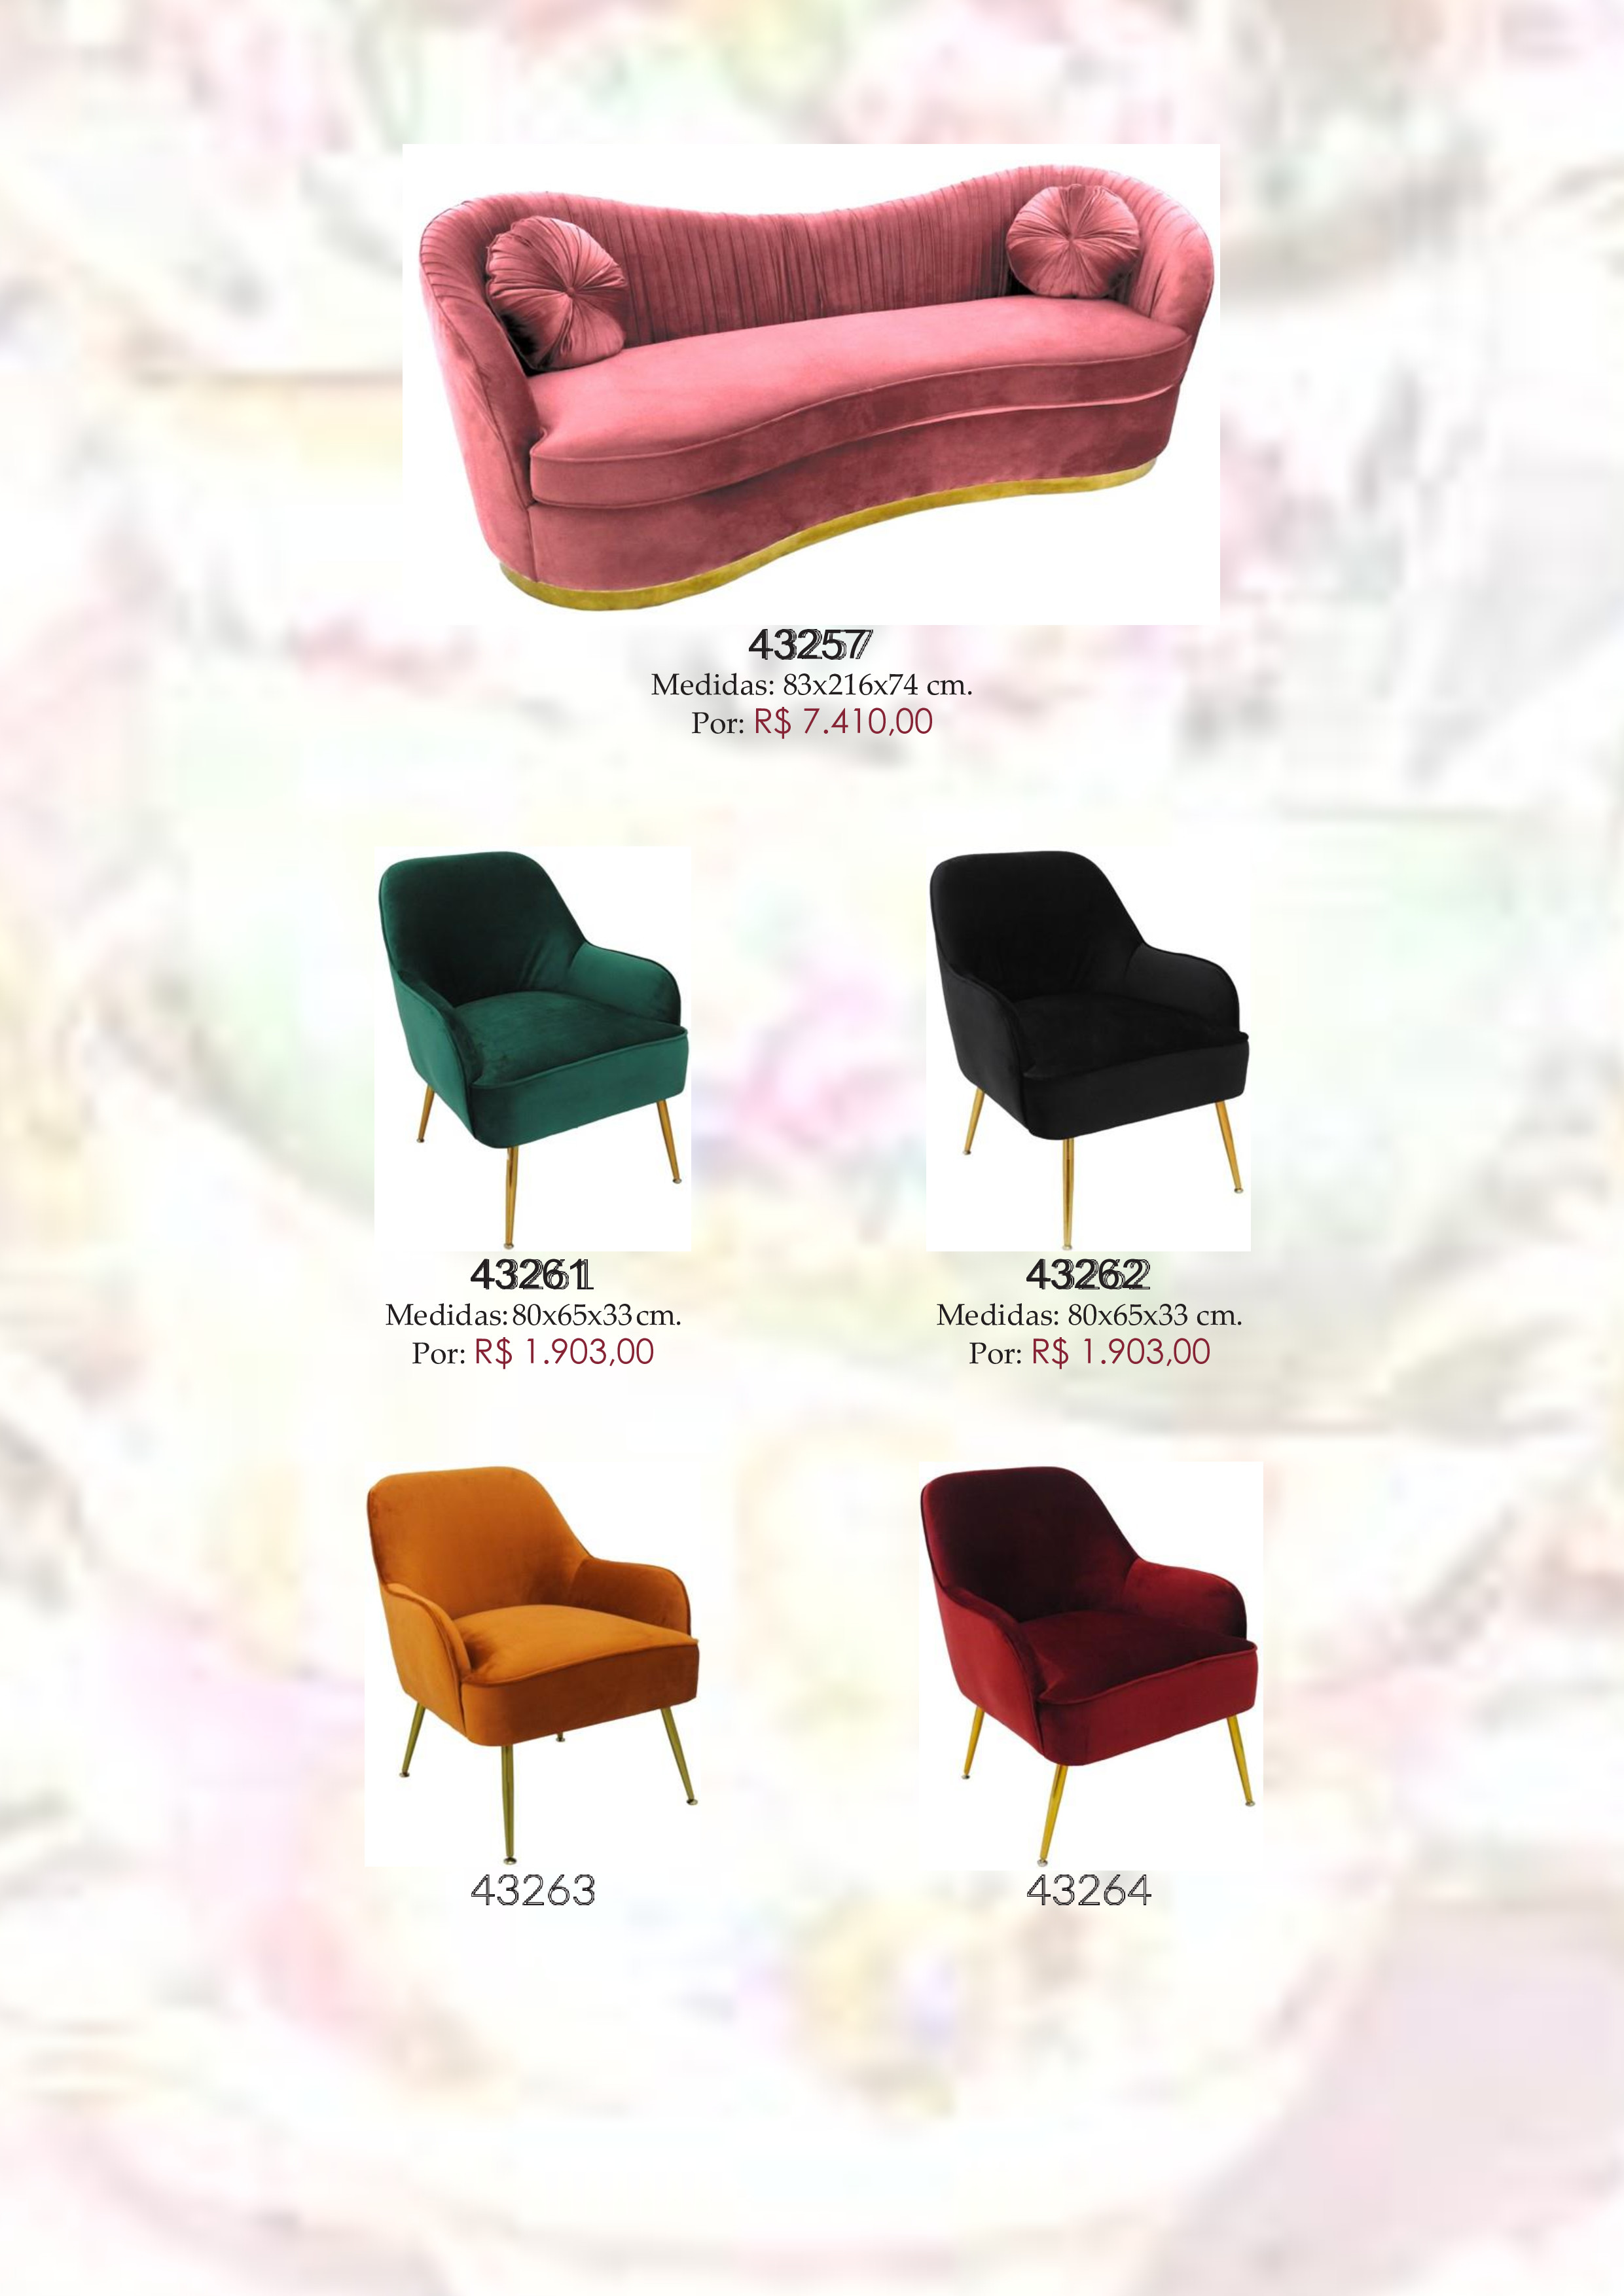 43257
Medidas: 83x216x74 cm.
Por: R$ 7.410,00
43261
Medidas: 80x65x33 cm.
Por: R$ 1.903,00
43262
Medidas: 80x65x33 cm.
Por: R$ 1.903,00
43263
43264